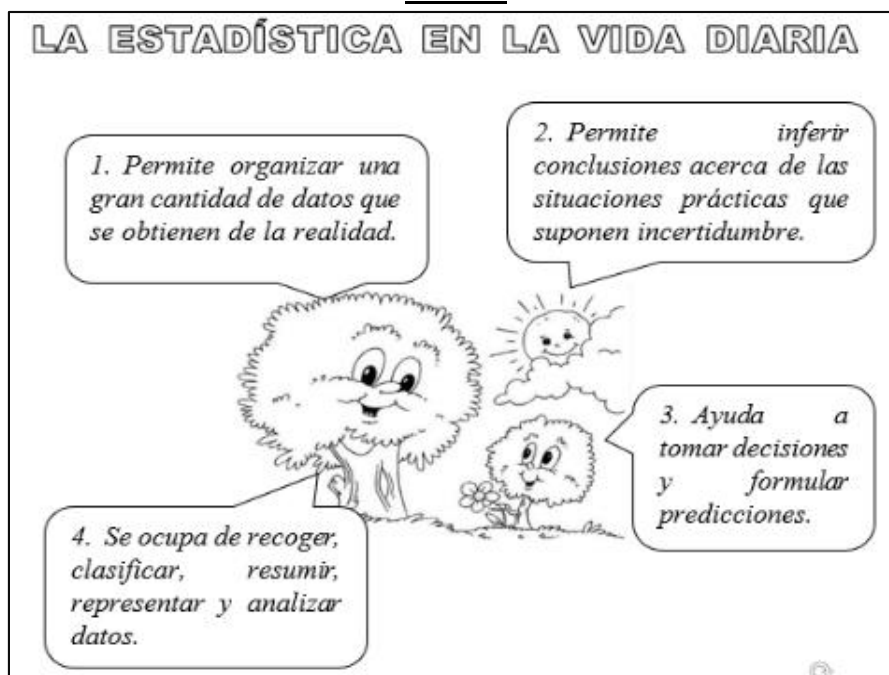 LA ESTADÍSTICA EN LA VIDA DIARIA
1. Permite organizar una
gran cantidad de datos que
se obtienen de la realidad.
2. Permite inferir
conclusiones acerca de las
situaciones prácticas que
suponen incertidumbre.
3. Ayuda a
tomar decisiones
y formular
predicciones.
4. Se ocupa de recoger,
clasificar, resumir,
representar y analizar
datos.